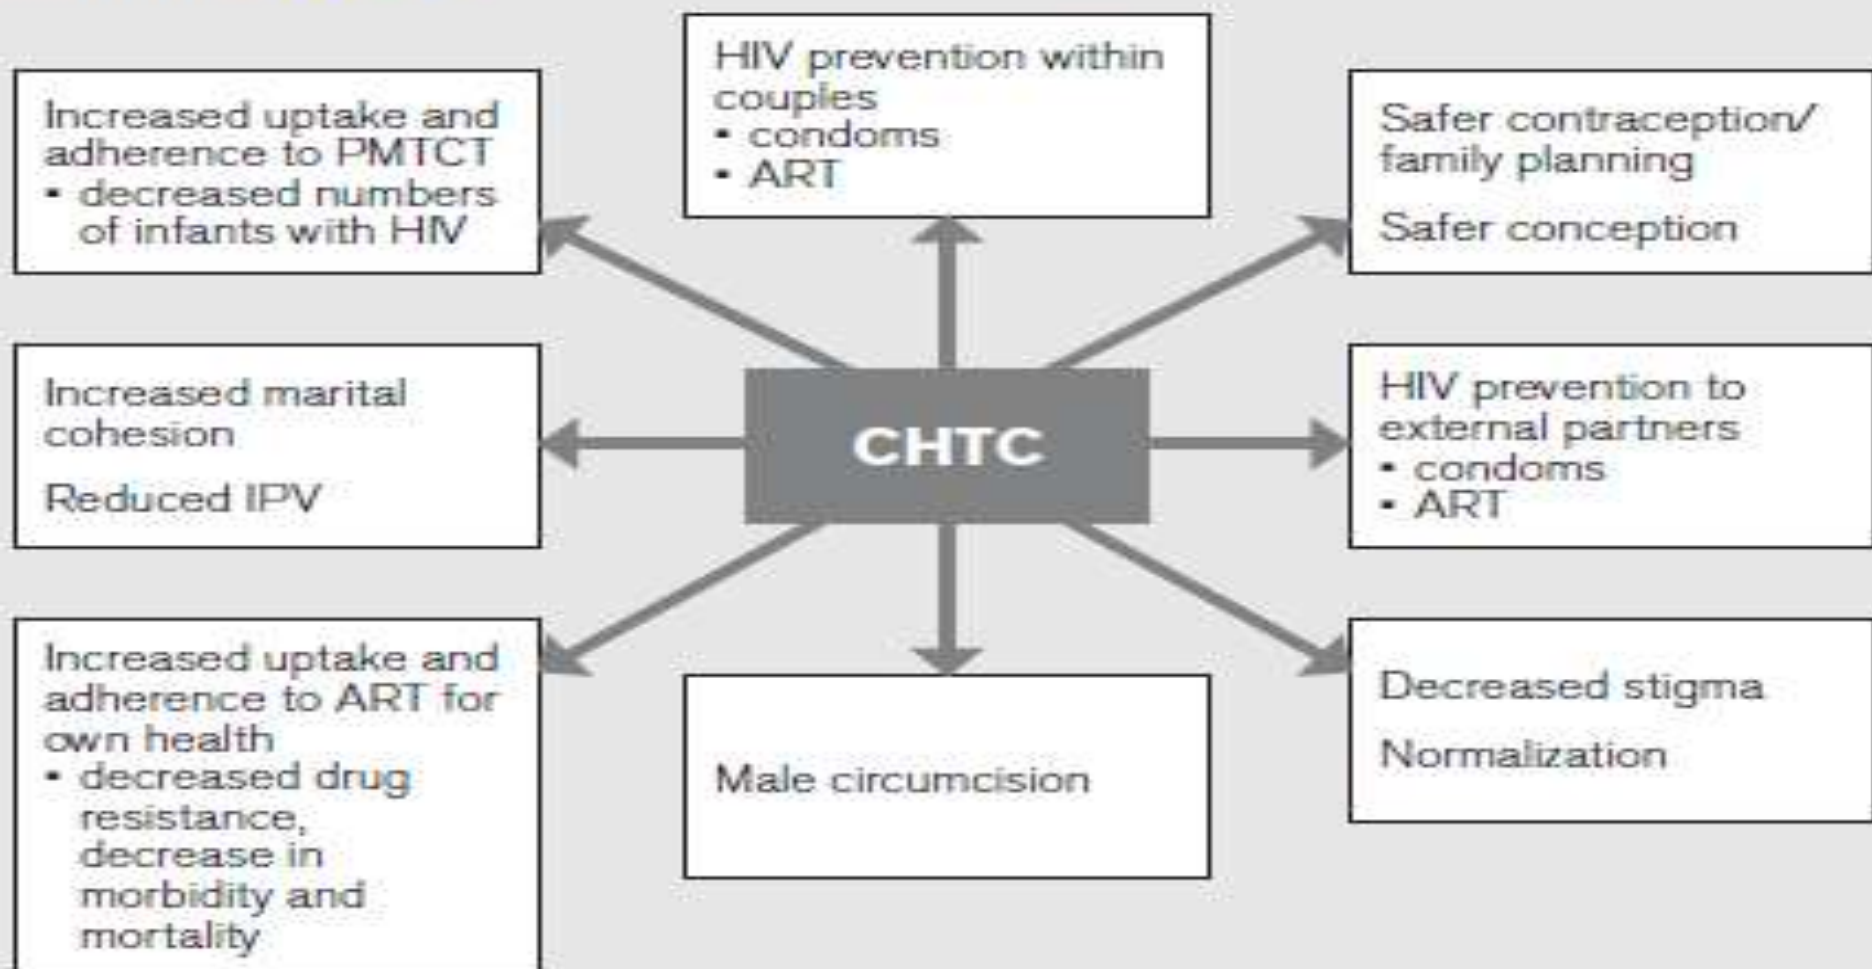 HIV prevention within
couples
• condoms
• ART
Increased uptake and
adherence to PMTCT
• decreased numbers
of infants with HIV
Safer contraception/
family planning
Safer conception
Increased marital
cohesion
Reduced IPV
CHTC
HIV prevention to
external partners
• condoms
• ART
Increased uptake and
adherence to ART for
own health
• decreased drug
resistance,
decrease in
morbidity and
mortality
Male circumcision
Decreased stigma
Normalization